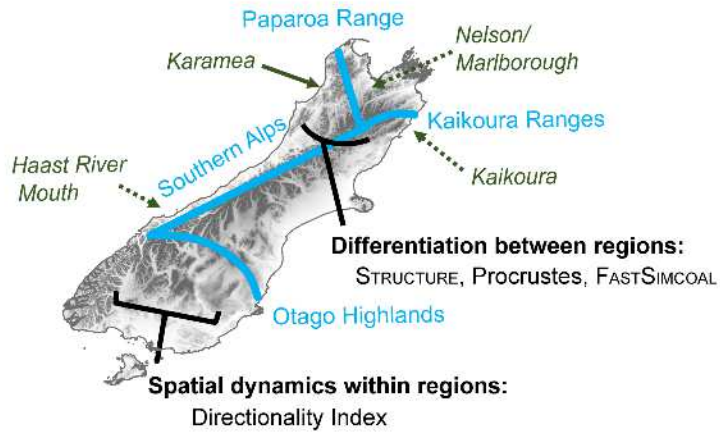 Paparoa Range
Nelson/
Marlborough
Karamea
Kaikoura Ranges
Southern Alps
Haast River
Mouth
Kaikoura
Differentiation between regions:
STRUCTURE, Procrustes, FASTSIMCOAL
Otago Highlands
Spatial dynamics within regions:
Directionality Index